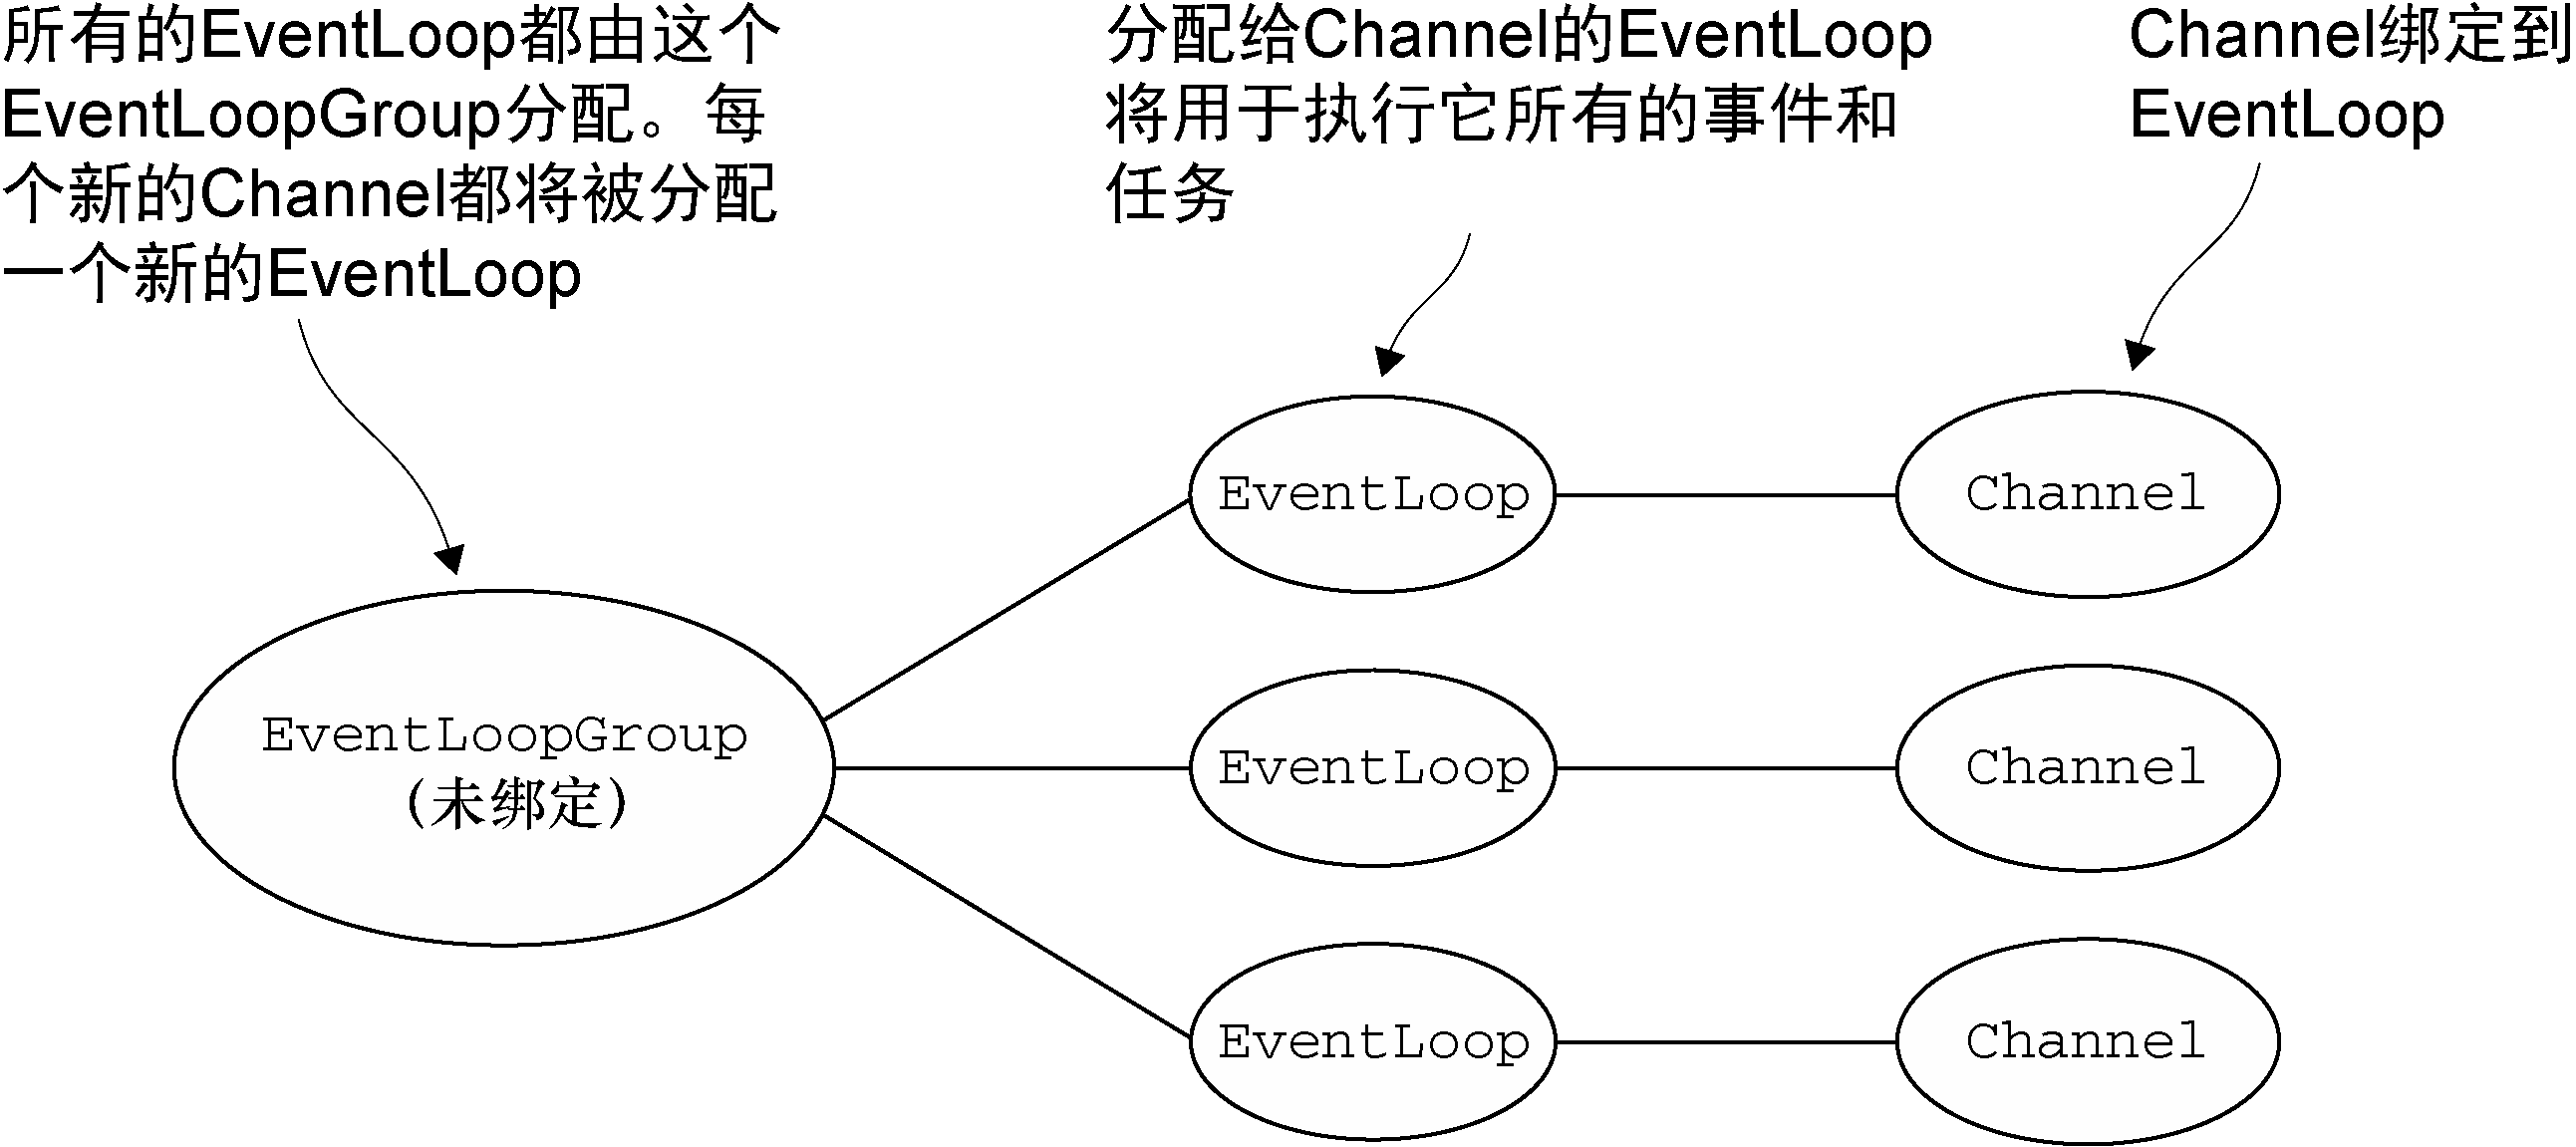 所有的EventLoop都由这个
EventLoopGroup分配。每
个新的Channel都将被分配
一个新的EventLoop
分配给Channel的EventLoop
将用于执行它所有的事件和
任务
Channel绑定到
EventLoop
EventLoop
Channel
EventLoopGroup
(未绑定)
EventLoop
Channel
EventLoop
Channel